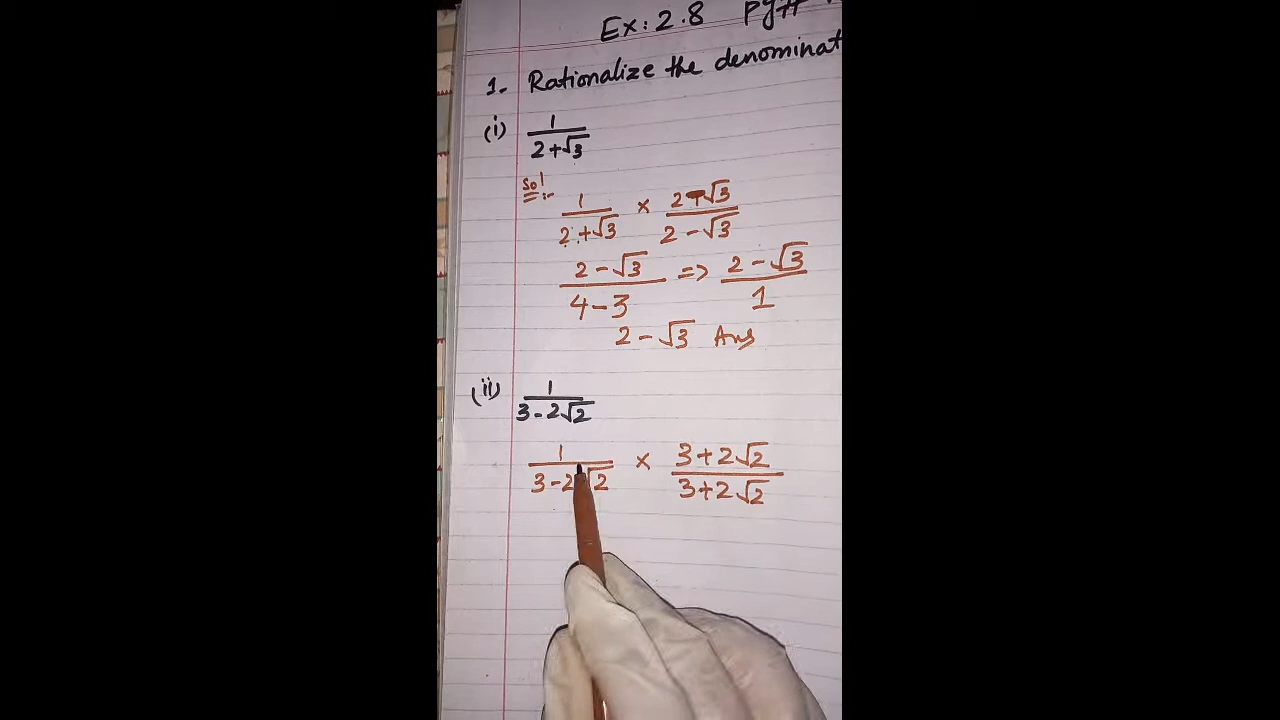 Ex: 2.8
1- Rationalize the denominat
(i) 1/(2+√3)
Sol:-
1/(2+√3) × (2-√3)/(2-√3)
(2-√3)/(4-3) => (2-√3)/1
2-√3 Ans
(ii) 1/(3-2√2)
1/(3-2√2) × (3+2√2)/(3+2√2)